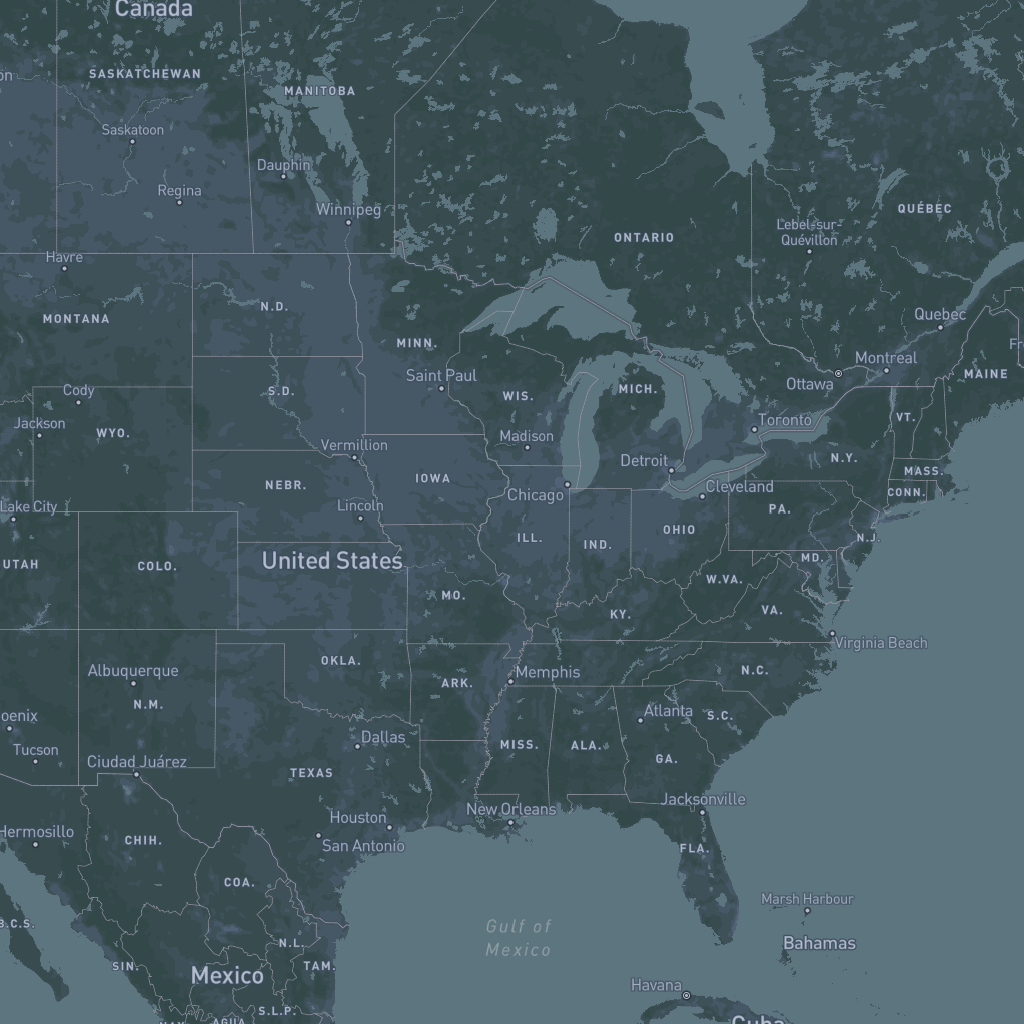 Canada
SASKATCHEWAN
MANITOBA
Saskatoon
Dauphin
Regina
Winnipeg
QUÉBEC
Lebel-sur-
Quévillon
ONTARIO
Havre
N.D.
MONTANA
Quebec
MINN.
Montreal
Saint Paul
MICH.
Ottawa
MAINE
Cody
S.D.
WIS.
Jackson
WYO.
Toronto
VT.
Vermillion
Madison
Detroit
N.Y.
MASS.
NEBR.
IOWA
Chicago
Cleveland
CONN.
Lake City
Lincoln
PA.
OHIO
ILL.
IND.
N.J.
UTAH
COLO.
United States
MD.
W.VA.
MO.
KY.
VA.
Virginia Beach
OKLA.
Albuquerque
Memphis
N.C.
ARK.
N.M.
Atlanta
S.C.
oenix
Dallas
MISS.
ALA.
Tucson
Ciudad Juárez
TEXAS
GA.
Jacksonville
New Orleans
Houston
Hermosillo
CHIH.
San Antonio
FLA.
COA.
Marsh Harbour
B.C.S.
Gulf of
Mexico
N.L.
Bahamas
SIN.
Mexico
TAM.
Havana
S.L.P.
AGUA
Cuba